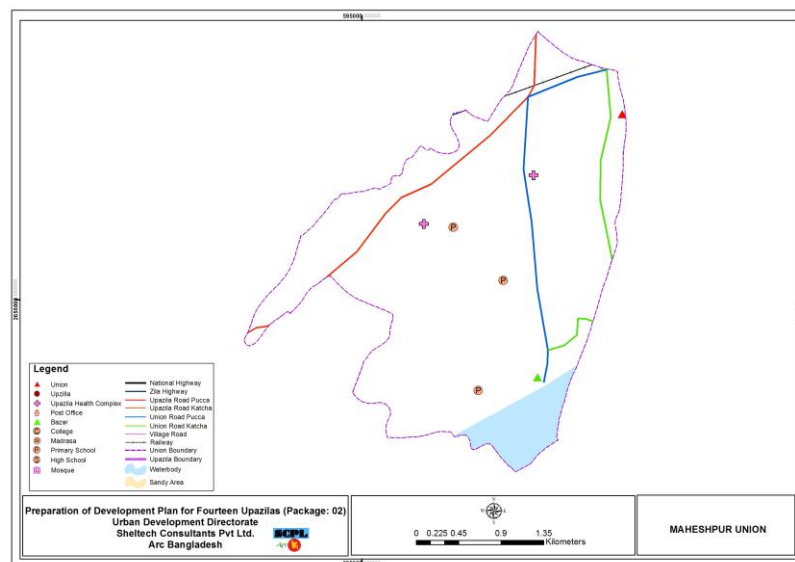 595000
265000
P
P
P
Legend
Union
Upzilla
Upazila Health Complex
Post Office
Bazar
College
Madrasa
Primary School
High School
Mosque
National Highway
Zila Highway
Upazila Road Pucca
Upazila Road Katcha
Union Road Pucca
Union Road Katcha
Village Road
Railway
Union Boundary
Upazila Boundary
Waterbody
Sandy Area
Preparation of Development Plan for Fourteen Upazilas (Package: 02)
Urban Development Directorate
Sheltech Consultants Pvt Ltd.
Arc Bangladesh
SCPL
0 0.225 0.45 0.9 1.35
Kilometers
MAHESHPUR UNION